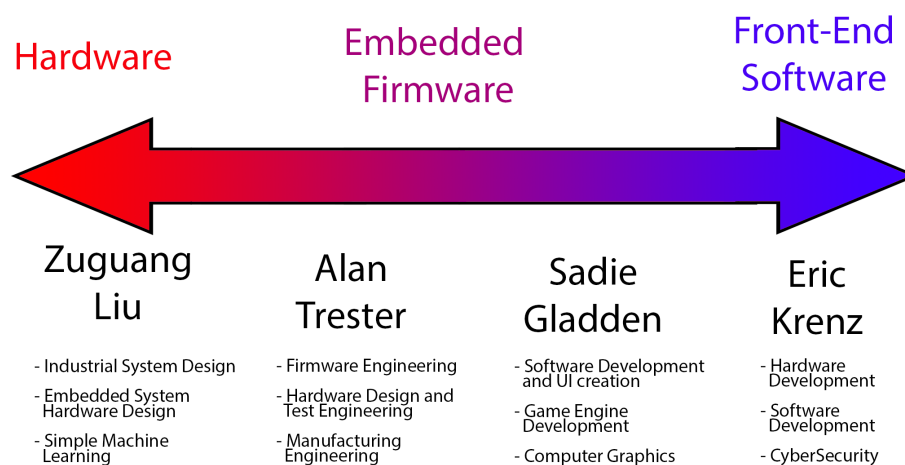 Hardware
Embedded
Firmware
Front-End
Software
Zuguang
Liu
- Industrial System Design
- Embedded System
Hardware Design
- Simple Machine
Learning
Alan
Trester
- Firmware Engineering
- Hardware Design and
Test Engineering
- Manufacturing
Engineering
Sadie
Gladden
- Software Development
and UI creation
- Game Engine
Development
- Computer Graphics
Eric
Krenz
- Hardware
Development
- Software
Development
- CyberSecurity